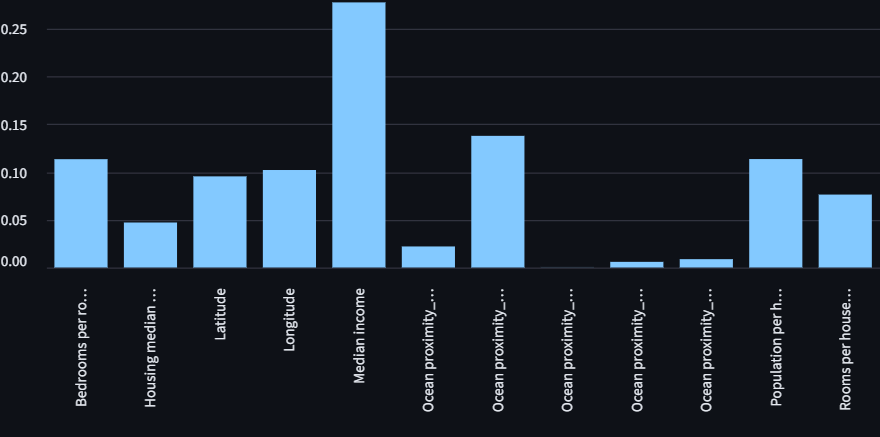 0.25
0.20
0.15
0.10
0.05
0.00
Bedrooms per ro…
Housing median …
Latitude
Longitude
Median income
Ocean proximity_…
Ocean proximity_…
Ocean proximity_…
Ocean proximity_…
Ocean proximity_…
Population per h…
Rooms per house…